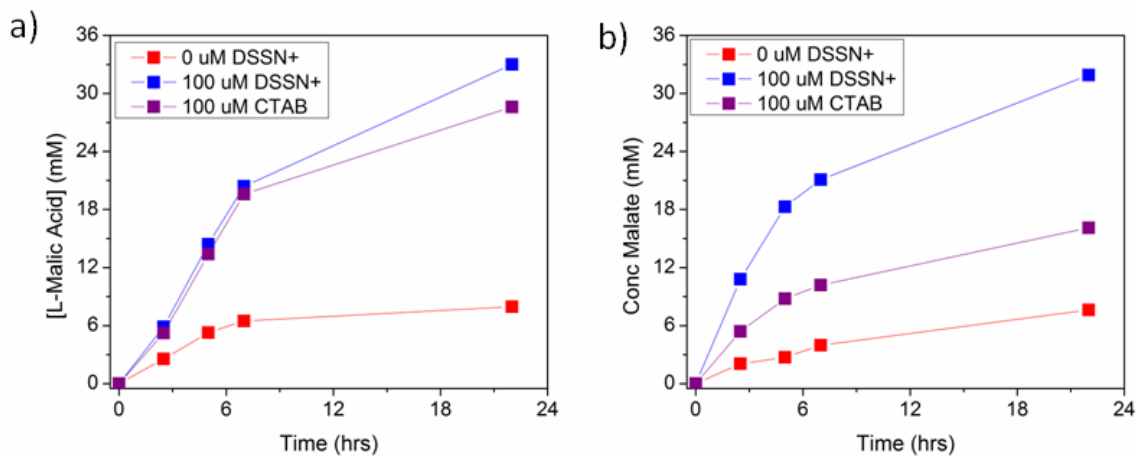 a)
0 uM DSSN+
100 uM DSSN+
100 uM CTAB
[L-Malic Acid] (mM)
36
30
24
18
12
6
0
0 6 12 18 24
Time (hrs)
b)
0 uM DSSN+
100 uM DSSN+
100 uM CTAB
Conc Malate (mM)
36
30
24
18
12
6
0
0 6 12 18 24
Time (hrs)